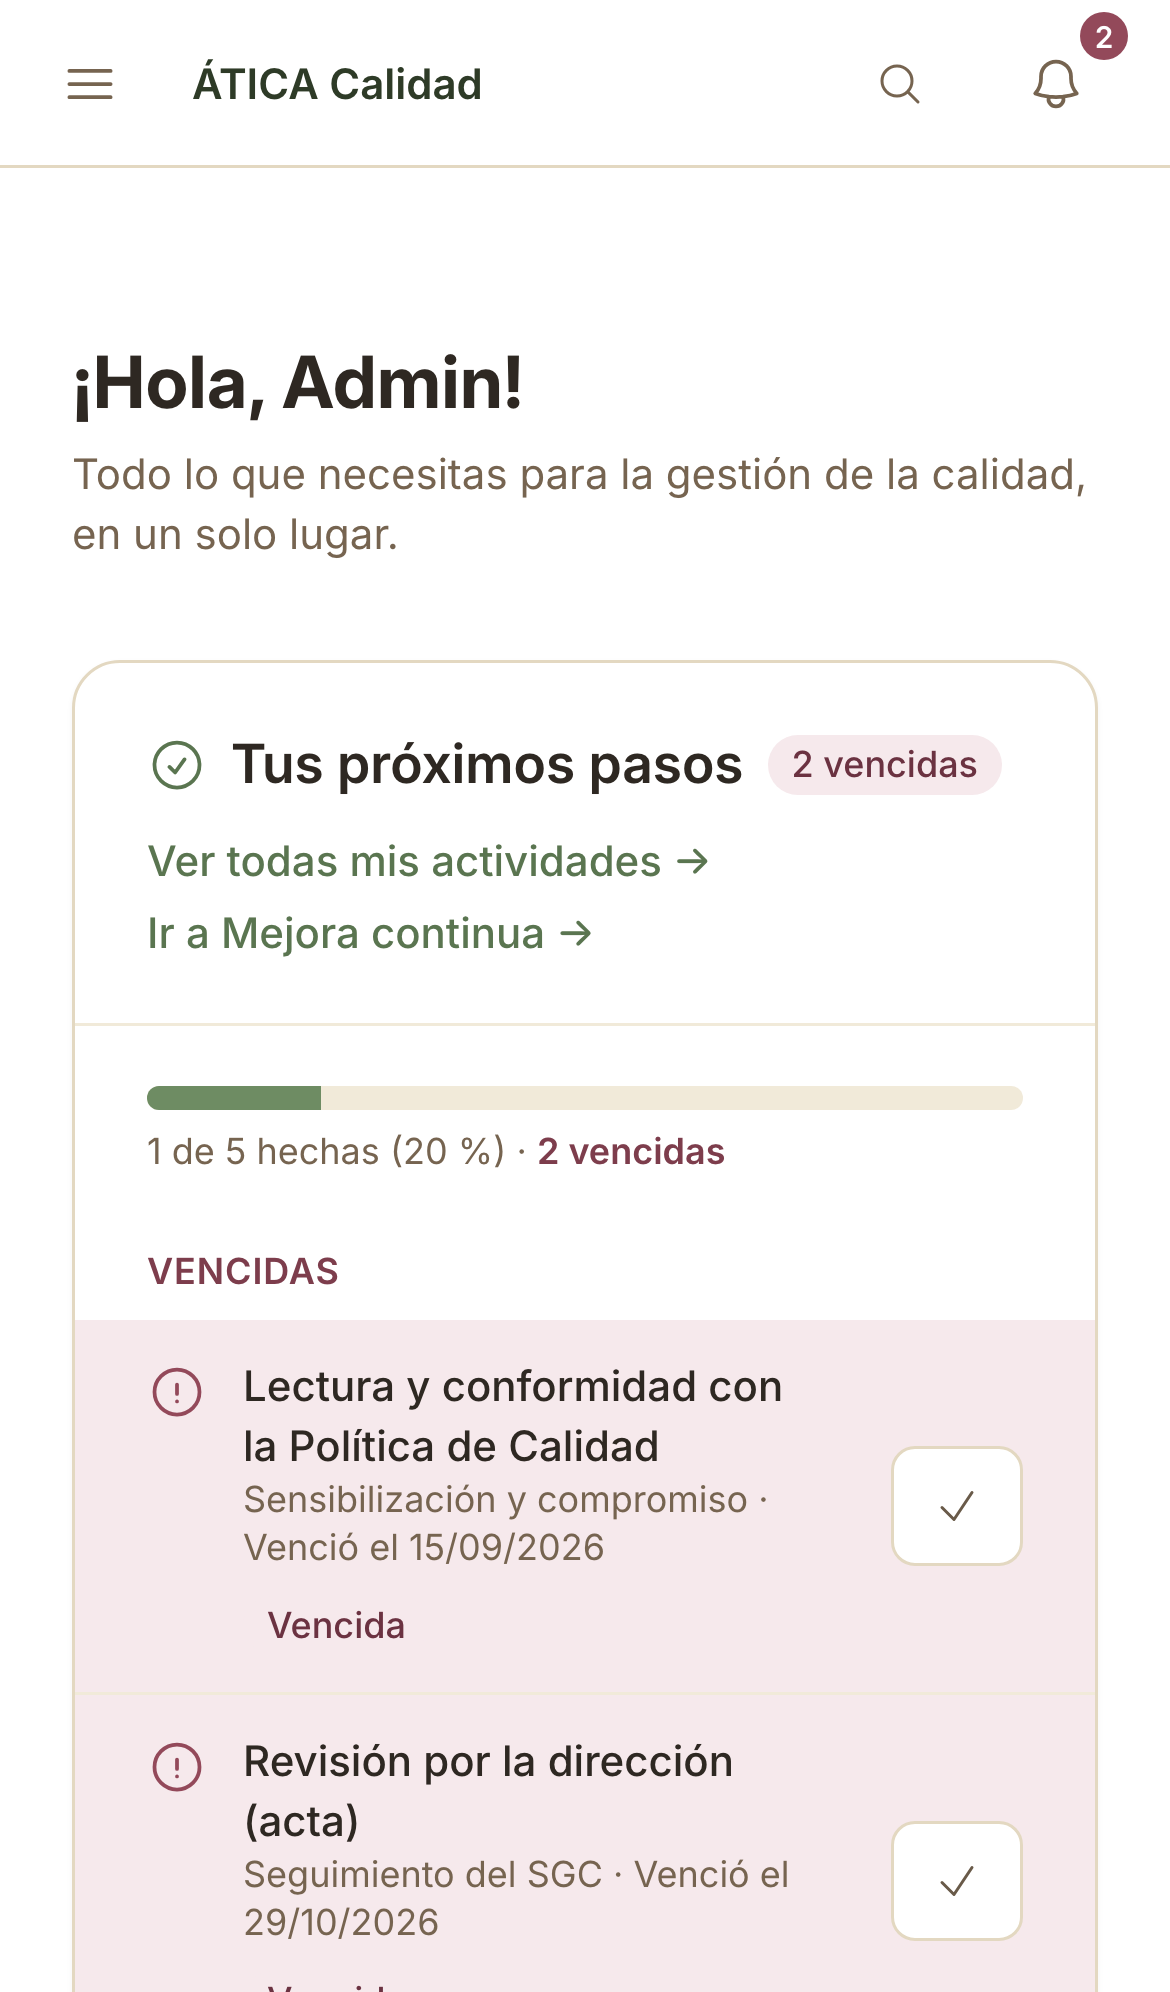 ÁTICA Calidad
2
¡Hola, Admin!
Todo lo que necesitas para la gestión de la calidad,
en un solo lugar.
Tus próximos pasos
2 vencidas
Ver todas mis actividades →
Ir a Mejora continua →
1 de 5 hechas (20 %) · 2 vencidas
VENCIDAS
Lectura y conformidad con
la Política de Calidad
Sensibilización y compromiso ·
Venció el 15/09/2026
Vencida
Revisión por la dirección
(acta)
Seguimiento del SGC · Venció el
29/10/2026